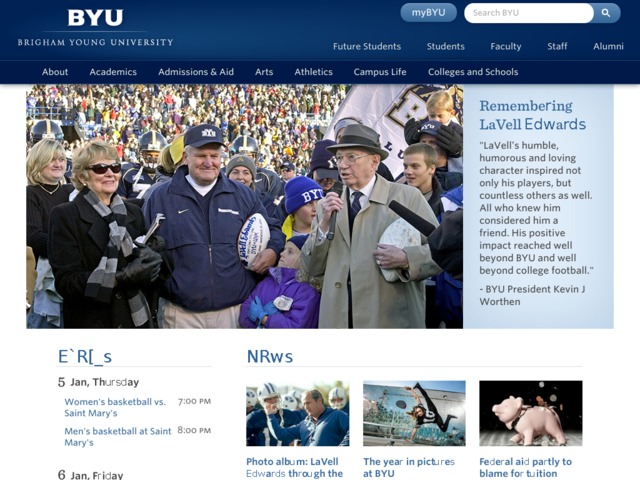 BYU
BRIGHAM YOUNG UNIVERSITY
myBYU
Search BYU
Future Students Students Faculty Staff Alumni
About Academics Admissions & Aid Arts Athletics Campus Life Colleges and Schools
Remembering
LaVell Edwards
"LaVell's humble,
humorous and loving
character inspired not
only his players, but
countless others as well.
All who knew him
considered him a
friend. His positive
impact reached well
beyond BYU and well
beyond college football."
- BYU President Kevin J
Worthen
BYU
BYU
E`R[_s
5 Jan, Thursday
Women's basketball vs.
Saint Mary's
7:00 PM
Men's basketball at Saint
Mary's
8:00 PM
6 Jan, Friday
NRws
Photo album: LaVell
Edwards through the
The year in pictures
at BYU
Federal aid partly to
blame for tuition